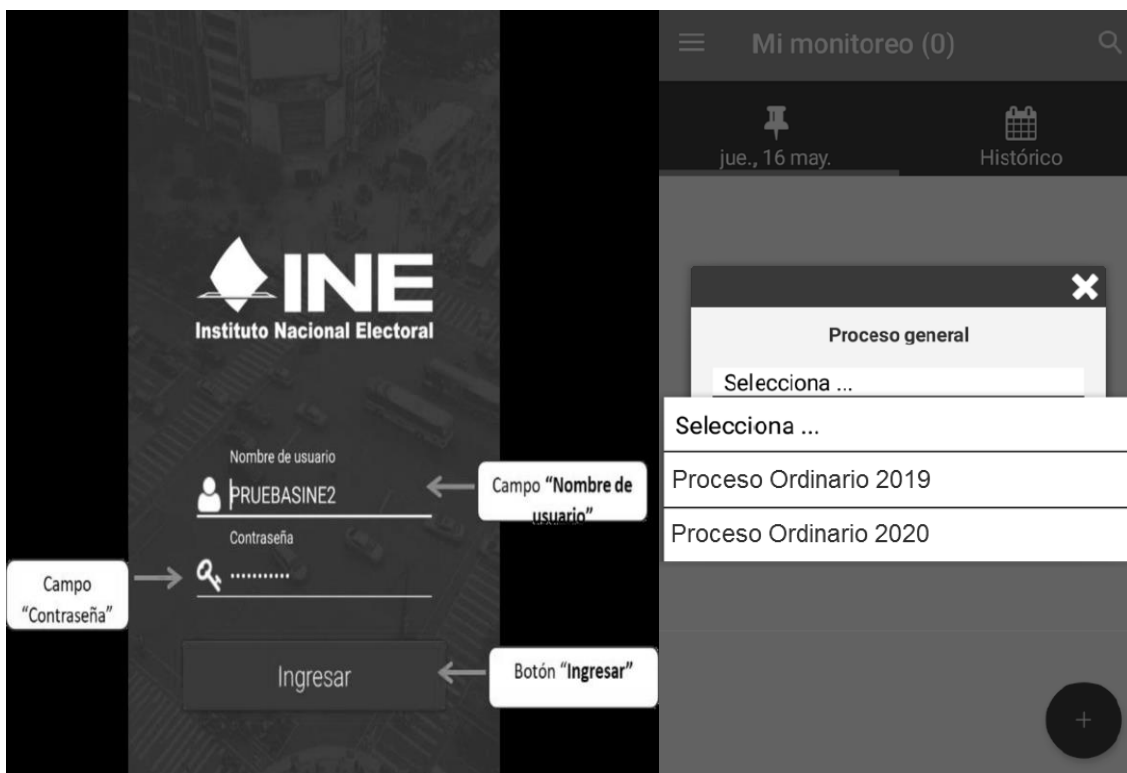 INE
Instituto Nacional Electoral
Nombre de usuario
PRUEBASINE2
Campo "Nombre de
usuario"
Contraseña
...........
Campo
"Contraseña"
Ingresar
Botón "Ingresar"
Mi monitoreo (0)
jue., 16 may.
Histórico
Proceso general
Selecciona ...
Selecciona ...
Proceso Ordinario 2019
Proceso Ordinario 2020
+